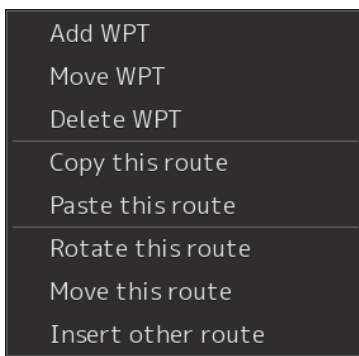 Add WPT
Move WPT
Delete WPT
Copy this route
Paste this route
Rotate this route
Move this route
Insert other route